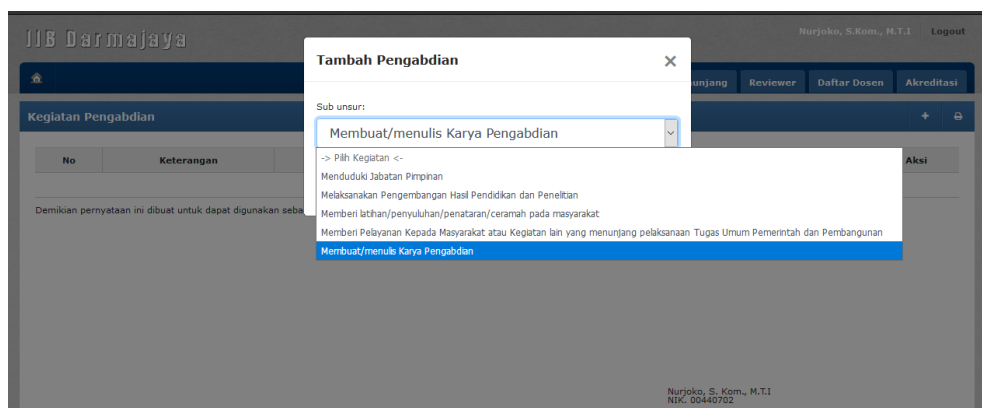 IIB Darmajaya
Nurjoko, S.Kom., M.T.I Logout
Tambah Pengabdian ×
unjang Reviewer Daftar Dosen Akreditasi
Kegiatan Pengabdian
Sub unsur:
Membuat/menulis Karya Pengabdian
No Keterangan Aksi
-> Pilih Kegiatan <-
Menduduki Jabatan Pimpinan
Melaksanakan Pengembangan Hasil Pendidikan dan Penelitian
Memberi latihan/penyuluhan/penataran/ceramah pada masyarakat
Memberi Pelayanan Kepada Masyarakat atau Kegiatan lain yang menunjang pelaksanaan Tugas Umum Pemerintah dan Pembangunan
Membuat/menulis Karya Pengabdian
Demikian pernyataan ini dibuat untuk dapat digunakan seba
Nurjoko, S. Kom., M.T.I
NIK. 00440702